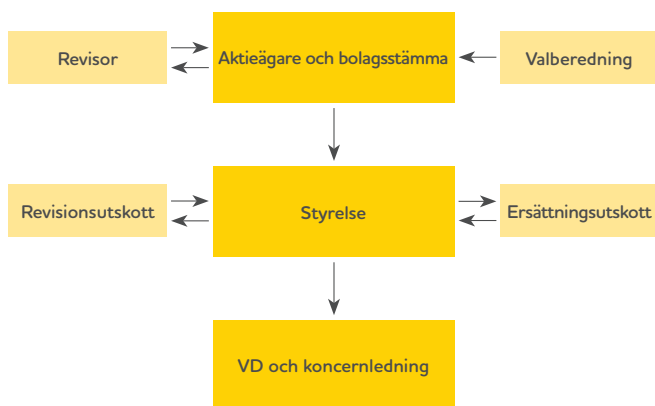 Revisor
Aktieägare och bolagsstämma
Valberedning
Revisionsutskott
Styrelse
Ersättningsutskott
VD och koncernledning